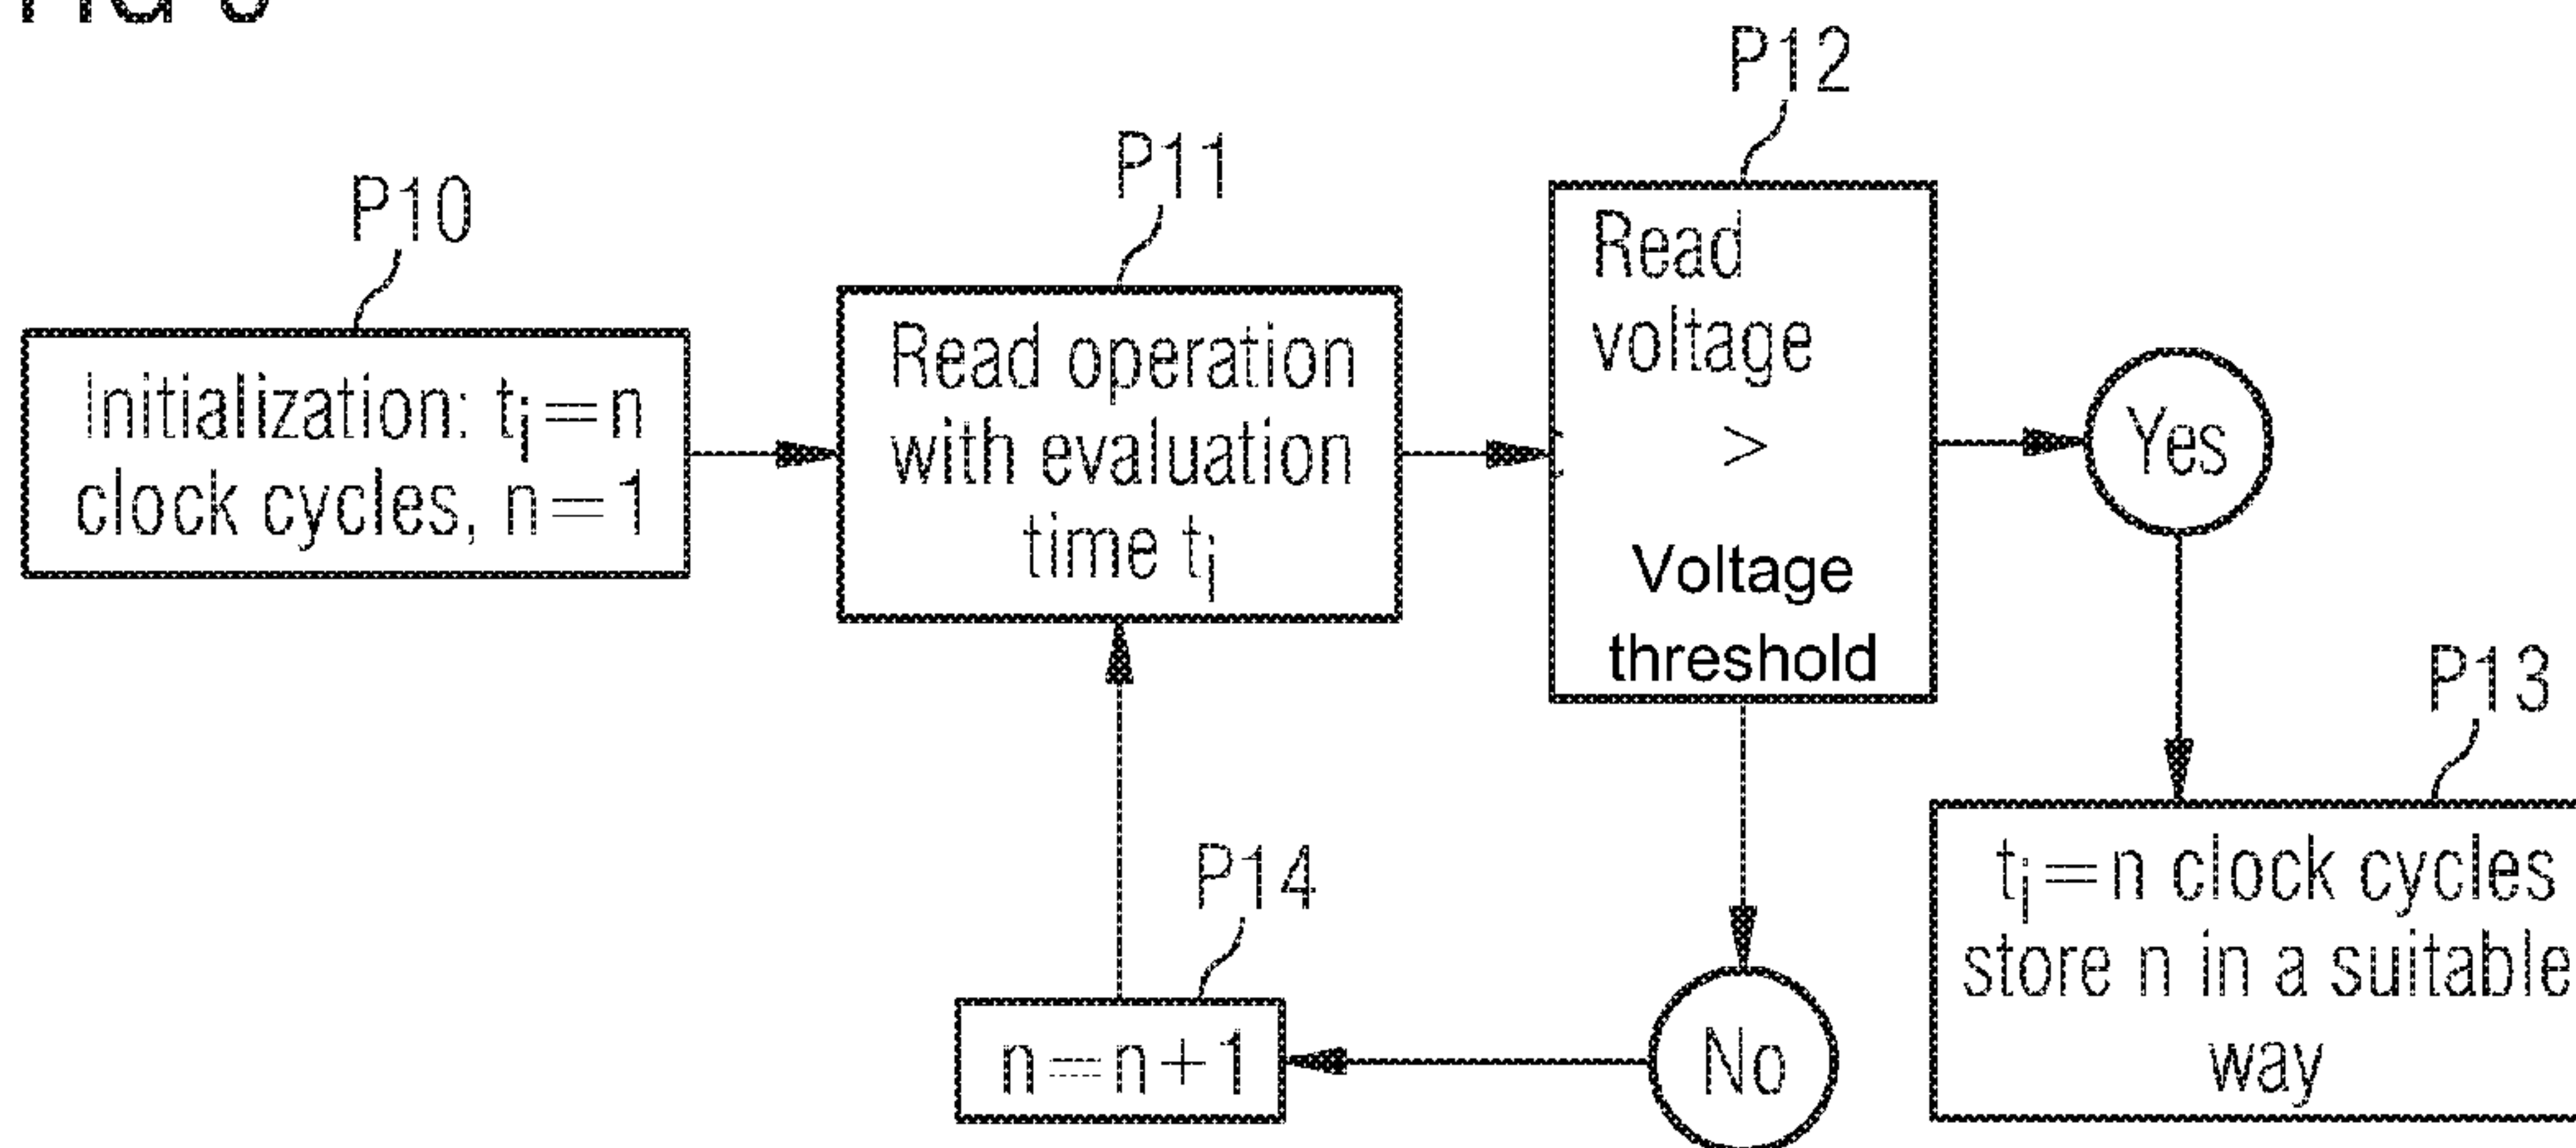 P10
Initialization: ti=n
clock cycles, n=1
P11
Read operation
with evaluation
time ti
P12
Read
voltage
>
Voltage
threshold
Yes
No
P13
ti=n clock cycles
store n in a suitable
way
P14
n=n+1